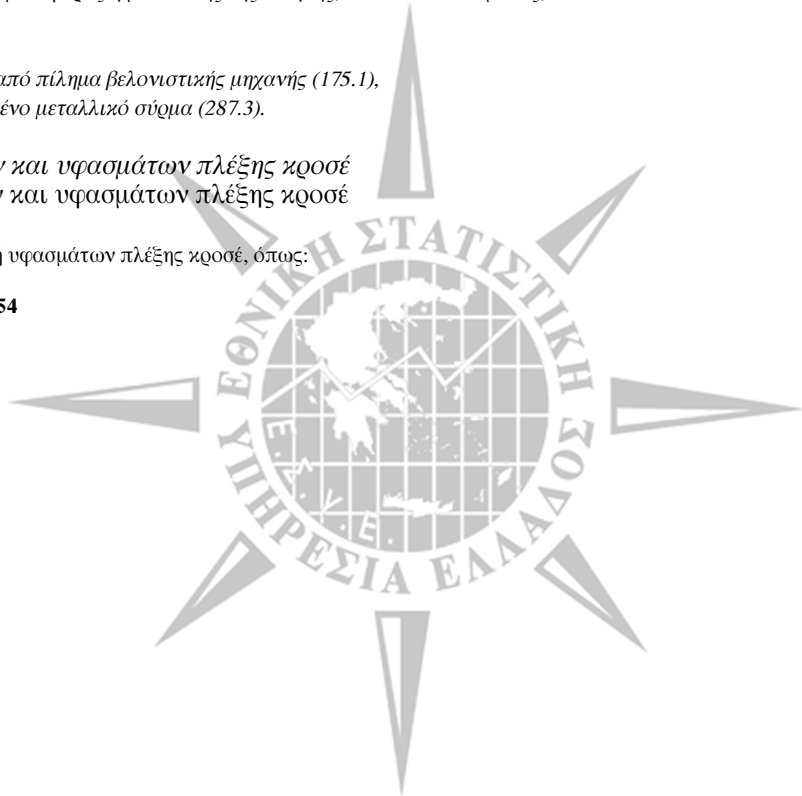 από πίλημα βελονιστικής μηχανής (175.1),
μεταλλικό σύρμα (287.3).
και υφασμάτων πλέξης κροσέ
και υφασμάτων πλέξης κροσέ
υφασμάτων πλέξης κροσέ, όπως:
54
ΕΘΝΙΚΗ ΣΤΑΤΙΣΤΙΚΗ
ΥΠΗΡΕΣΙΑ ΕΛΛΑΔΟΣ
Ε.Σ.Υ.Ε.